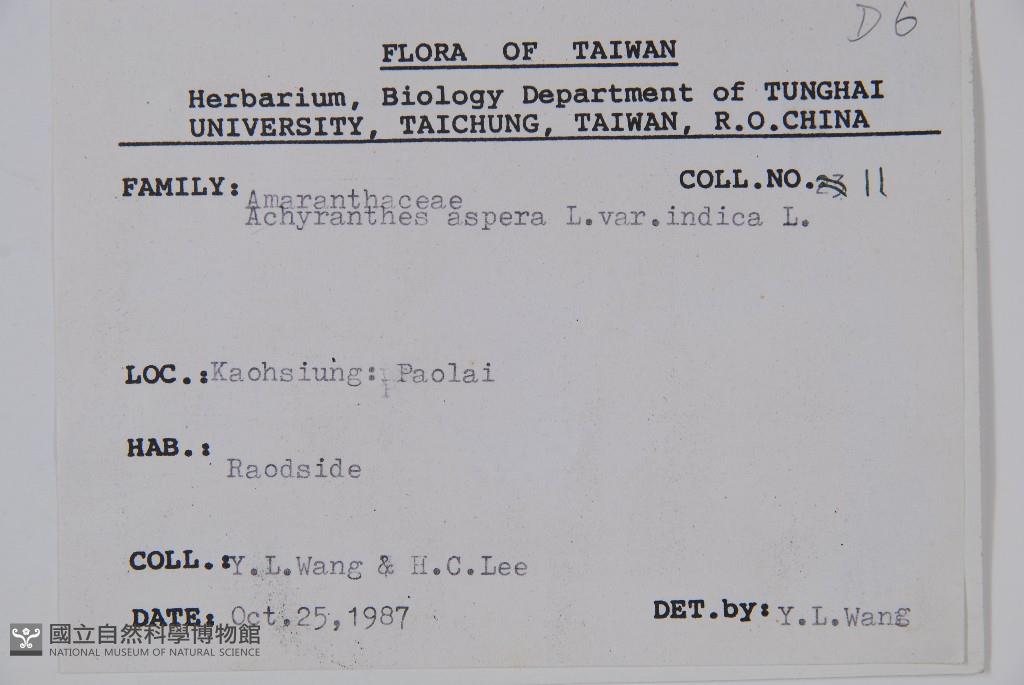 D6
FLORA OF TAIWAN
Herbarium, Biology Department of TUNGHAI
UNIVERSITY, TAICHUNG, TAIWAN, R.O.CHINA
FAMILY: Amaranthaceae COLL.NO. 11
Achyranthes aspera L.var.indica L.
LOC.:Kaohsiung: Paolai
HAB.:
Raodside
COLL.:Y.L.Wang & H.C.Lee
DATE: Oct.25,1987 DET.by: Y.L.Wang
國立自然科學博物館
NATIONAL MUSEUM OF NATURAL SCIENCE